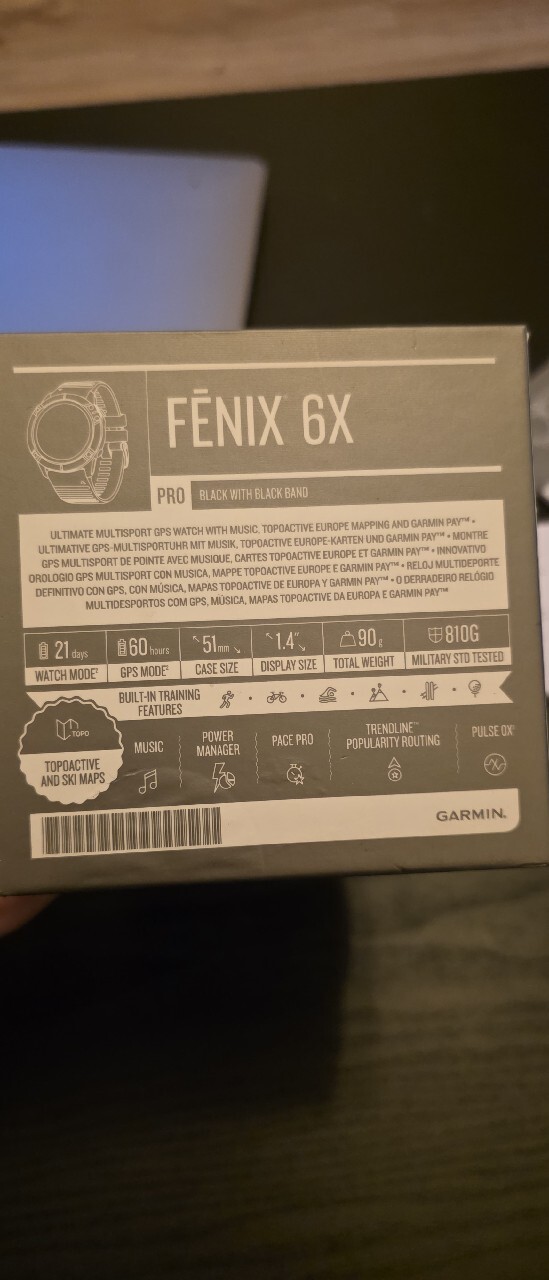 FĒNIX 6X
PRO BLACK WITH BLACK BAND
ULTIMATE MULTISPORT GPS WATCH WITH MUSIC, TOPOACTIVE EUROPE MAPPING AND GARMIN PAY™ •
ULTIMATIVE GPS-MULTISPORTUHR MIT MUSIK, TOPOACTIVE EUROPE-KARTEN UND GARMIN PAY™ • MONTRE
GPS MULTISPORT DE POINTE AVEC MUSIQUE, CARTES TOPOACTIVE EUROPE ET GARMIN PAY™ • INNOVATIVO
OROLOGIO GPS MULTISPORT CON MUSICA, MAPPE TOPOACTIVE EUROPE E GARMIN PAY™ • RELOJ MULTIDEPORTE
DEFINITIVO CON GPS, CON MÚSICA, MAPAS TOPOACTIVE DE EUROPA Y GARMIN PAY™ • O DERRADEIRO RELÓGIO
MULTIDESPORTOS COM GPS, MÚSICA, MAPAS TOPOACTIVE DA EUROPA E GARMIN PAY™
21 days 60 hours 51mm 1.4" 90g 810G
WATCH MODE† GPS MODE‡ CASE SIZE DISPLAY SIZE TOTAL WEIGHT MILITARY STD TESTED
BUILT-IN TRAINING
FEATURES
TOPO
TOPOACTIVE
AND SKI MAPS
MUSIC
POWER
MANAGER
PACE PRO
TRENDLINE™
POPULARITY ROUTING
PULSE OX
GARMIN.